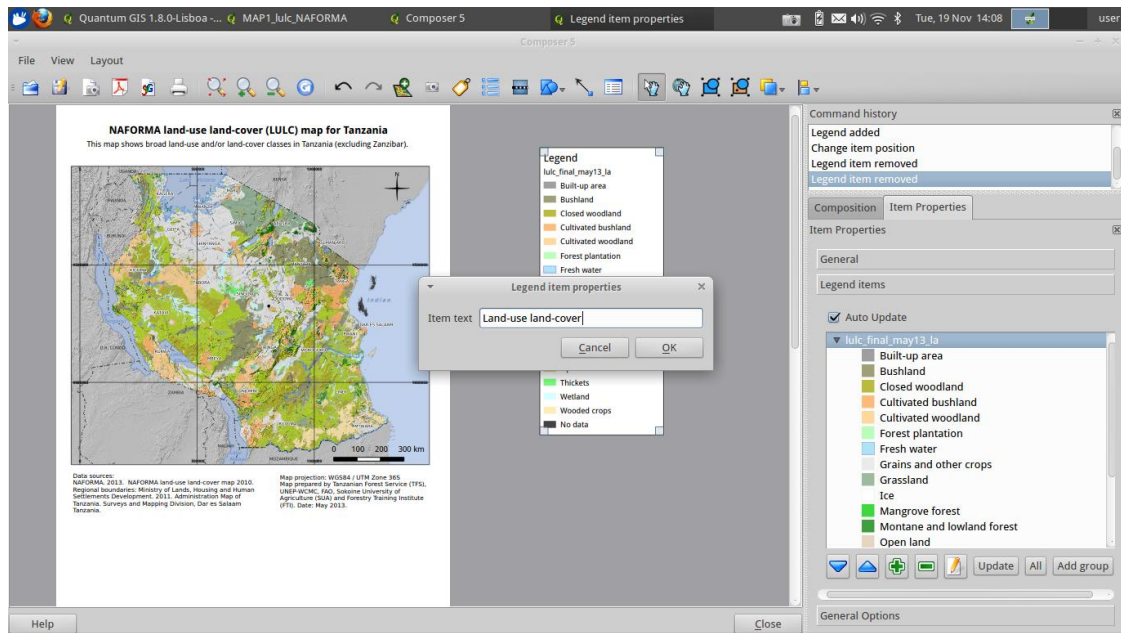 Quantum GIS 1.8.0-Lisboa -... MAP1_lulc_NAFORMA Composer 5 Legend item properties Tue, 19 Nov 14:08 user
Composer 5
File View Layout
NAFORMA land-use land-cover (LULC) map for Tanzania
This map shows broad land-use and/or land-cover classes in Tanzania (excluding Zanzibar).
N
Indian
DAR ES SALAAM
0 100 200 300 km
Data sources:
NAFORMA. 2013. NAFORMA land-use land-cover map 2010.
Regional boundaries: Ministry of Lands, Housing and Human
Settlements Development. 2011. Administration Map of
Tanzania. Surveys and Mapping Division, Dar es Salaam
Tanzania.
Map projection: WGS84 / UTM Zone 36S
Map prepared by Tanzanian Forest Service (TFS),
UNEP-WCMC, FAO, Sokoine University of
Agriculture (SUA) and Forestry Training Institute
(FTI). Date: May 2013.
Legend
lulc_final_may13_la
Built-up area
Bushland
Closed woodland
Cultivated bushland
Cultivated woodland
Forest plantation
Fresh water
Thickets
Wetland
Wooded crops
No data
Legend item properties
Item text Land-use land-cover
Cancel OK
Command history
Legend added
Change item position
Legend item removed
Legend item removed
Composition Item Properties
Item Properties
General
Legend items
Auto Update
lulc_final_may13_la
Built-up area
Bushland
Closed woodland
Cultivated bushland
Cultivated woodland
Forest plantation
Fresh water
Grains and other crops
Grassland
Ice
Mangrove forest
Montane and lowland forest
Open land
Update All Add group
General Options
Help Close